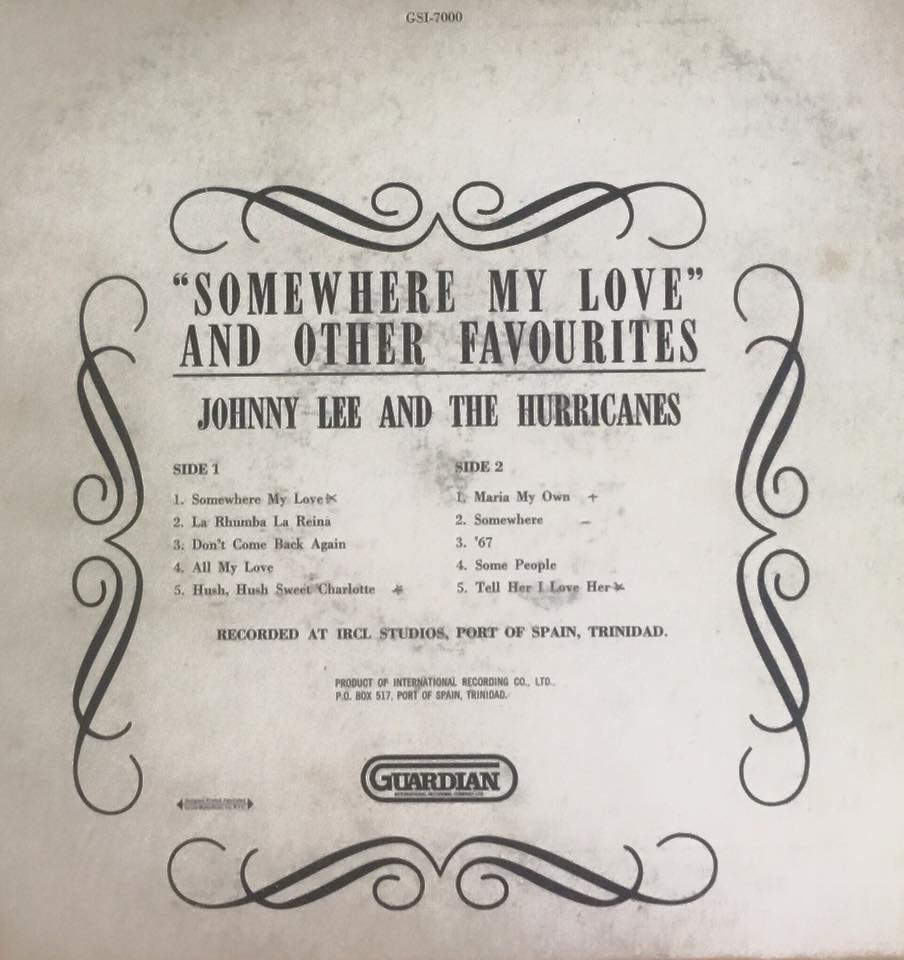 GSI-7000
“SOMEWHERE MY LOVE”
AND OTHER FAVOURITES
JOHNNY LEE AND THE HURRICANES
SIDE 1
1. Somewhere My Love
2. La Rhumba La Reina
3. Don't Come Back Again
4. All My Love
5. Hush, Hush Sweet Charlotte
SIDE 2
1. Maria My Own +
2. Somewhere –
3. '67
4. Some People
5. Tell Her I Love Her
RECORDED AT IRCL STUDIOS, PORT OF SPAIN, TRINIDAD.
PRODUCT OF INTERNATIONAL RECORDING CO., LTD.,
P.O. BOX 517, PORT OF SPAIN, TRINIDAD.
GUARDIAN
INTERNATIONAL RECORDING COMPANY LTD.